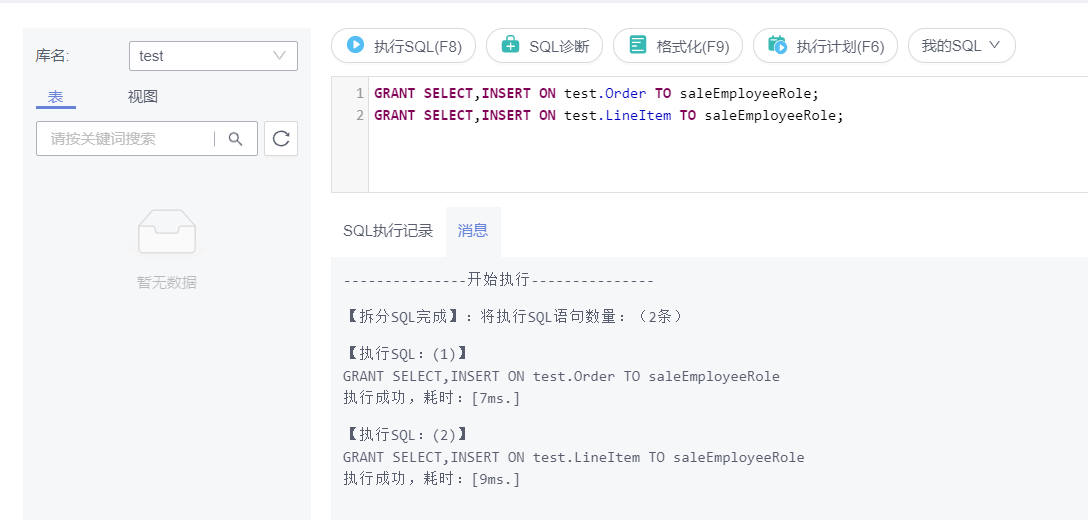 库名:
test
表
视图
请按关键词搜索
暂无数据
执行SQL(F8)
SQL诊断
格式化(F9)
执行计划(F6)
我的SQL
1 GRANT SELECT,INSERT ON test.Order TO saleEmployeeRole;
2 GRANT SELECT,INSERT ON test.LineItem TO saleEmployeeRole;
SQL执行记录
消息
---------------开始执行---------------
【拆分SQL完成】：将执行SQL语句数量：（2条）
【执行SQL：(1)】
GRANT SELECT,INSERT ON test.Order TO saleEmployeeRole
执行成功，耗时：[7ms.]
【执行SQL：(2)】
GRANT SELECT,INSERT ON test.LineItem TO saleEmployeeRole
执行成功，耗时：[9ms.]